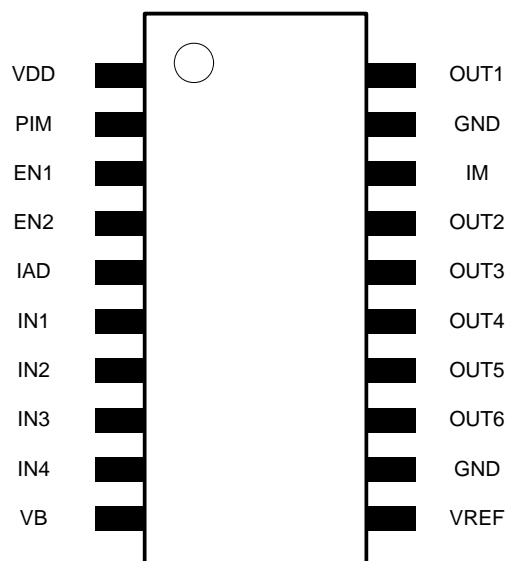 VDD OUT1
PIM GND
EN1 IM
EN2 OUT2
IAD OUT3
IN1 OUT4
IN2 OUT5
IN3 OUT6
IN4 GND
VB VREF